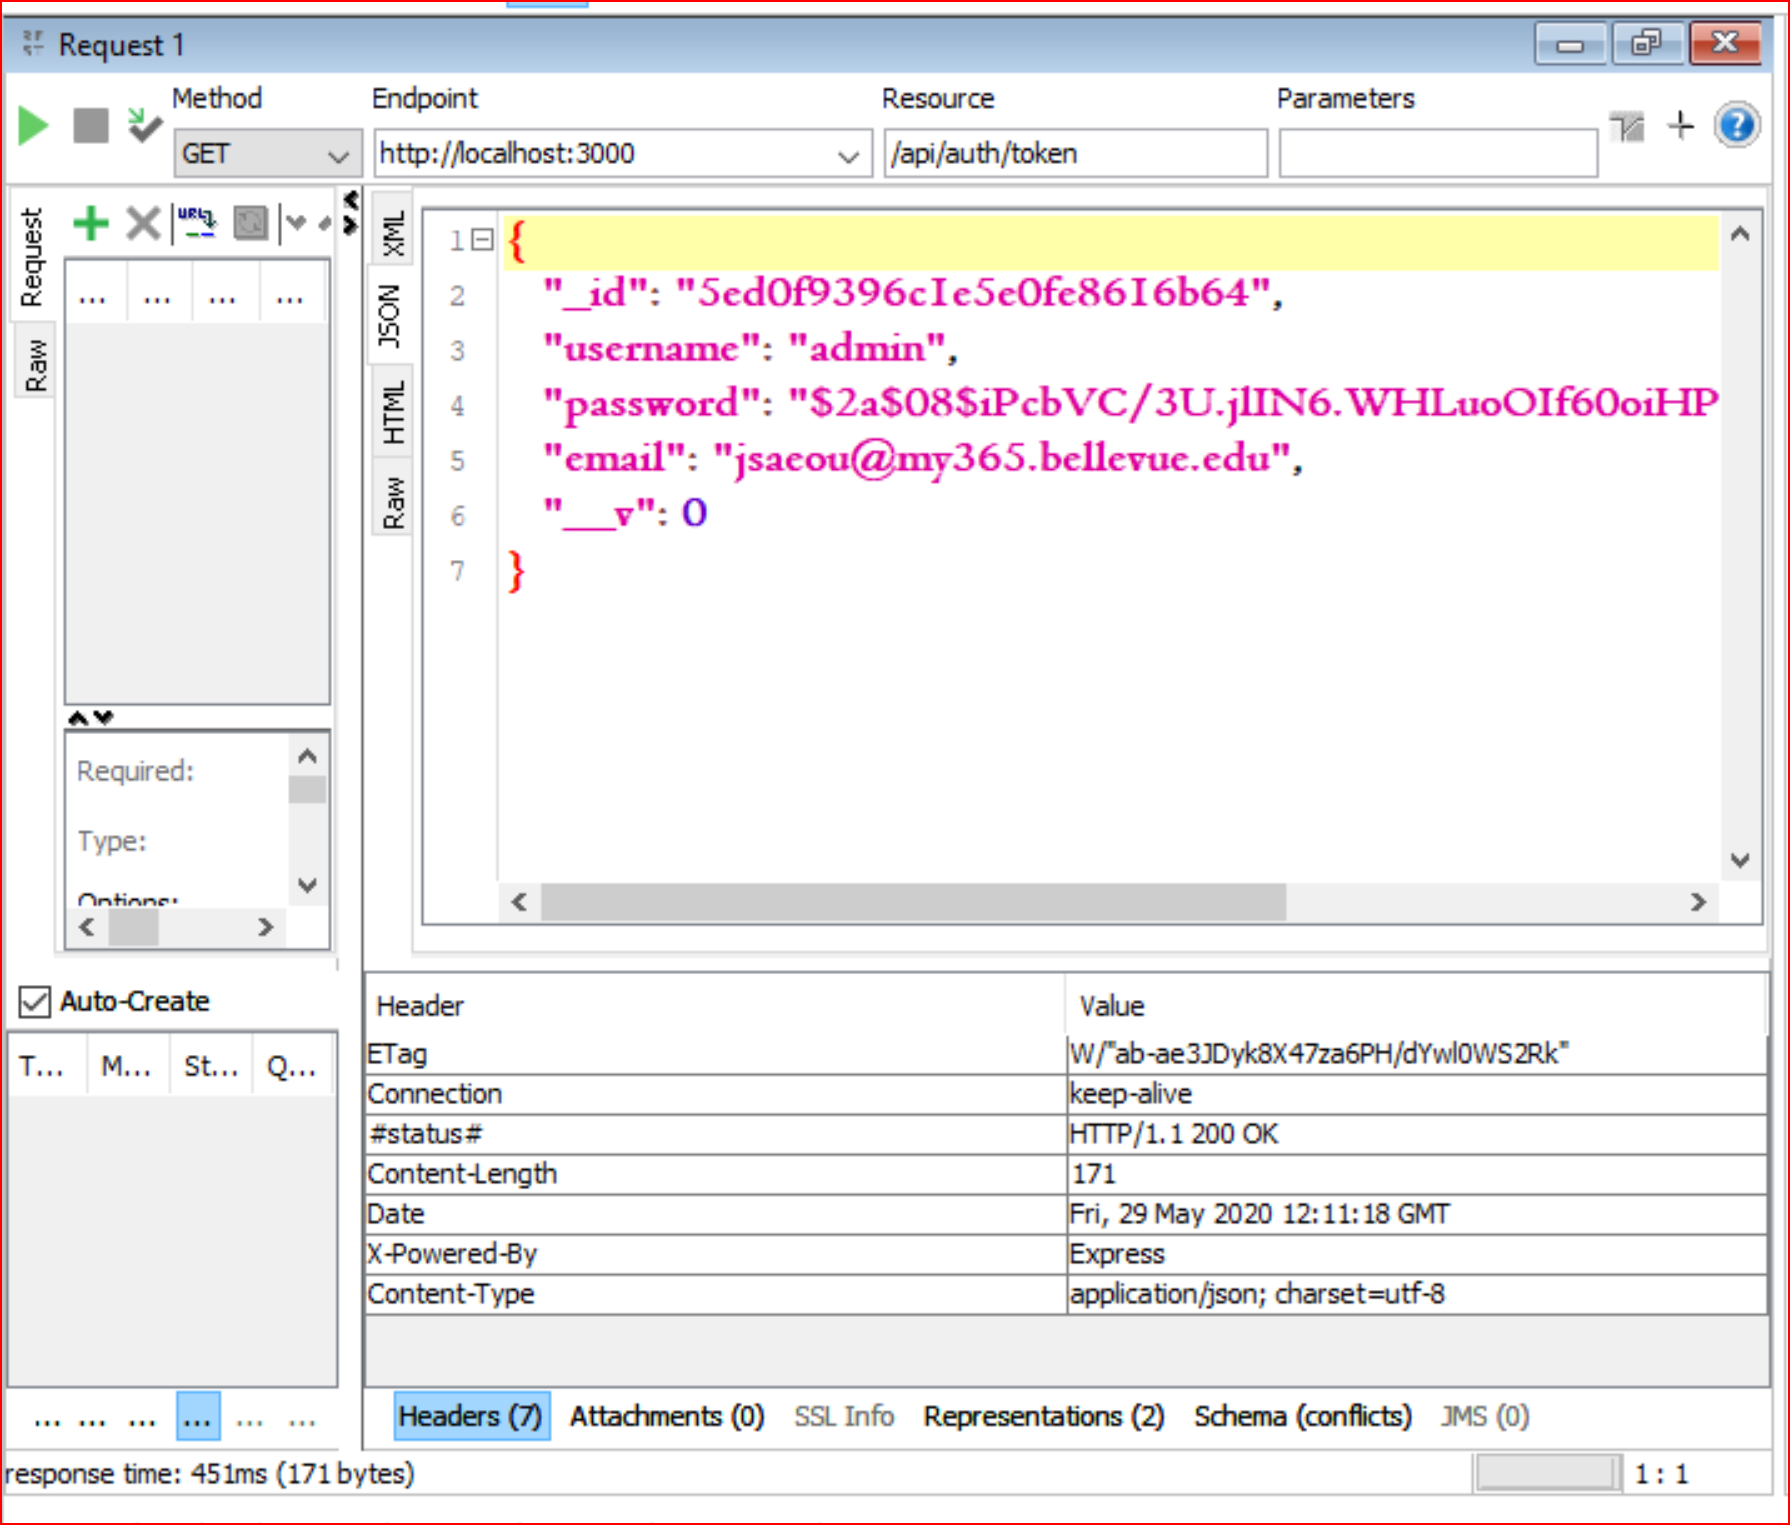 Request 1
Method
Endpoint
Resource
Parameters
GET
http://localhost:3000
/api/auth/token
Request
Raw
URL
... ... ... ...
Required:
Type:
Options:
XML
JSON
HTML
Raw
1 {
2 "_id": "5ed0f9396c1e5e0fe8616b64",
3 "username": "admin",
4 "password": "$2a$08$iPcbVC/3U.jlIN6.WHLuoOIf60oiHP
5 "email": "jsaeou@my365.bellevue.edu",
6 "__v": 0
7 }
Auto-Create
T... M... St... Q...
... ... ... ... ... ...
Header Value
ETag W/"ab-ae3JDyk8X47za6PH/dYwl0WS2Rk"
Connection keep-alive
#status# HTTP/1.1 200 OK
Content-Length 171
Date Fri, 29 May 2020 12:11:18 GMT
X-Powered-By Express
Content-Type application/json; charset=utf-8
Headers (7) Attachments (0) SSL Info Representations (2) Schema (conflicts) JMS (0)
response time: 451ms (171 bytes)
1 : 1